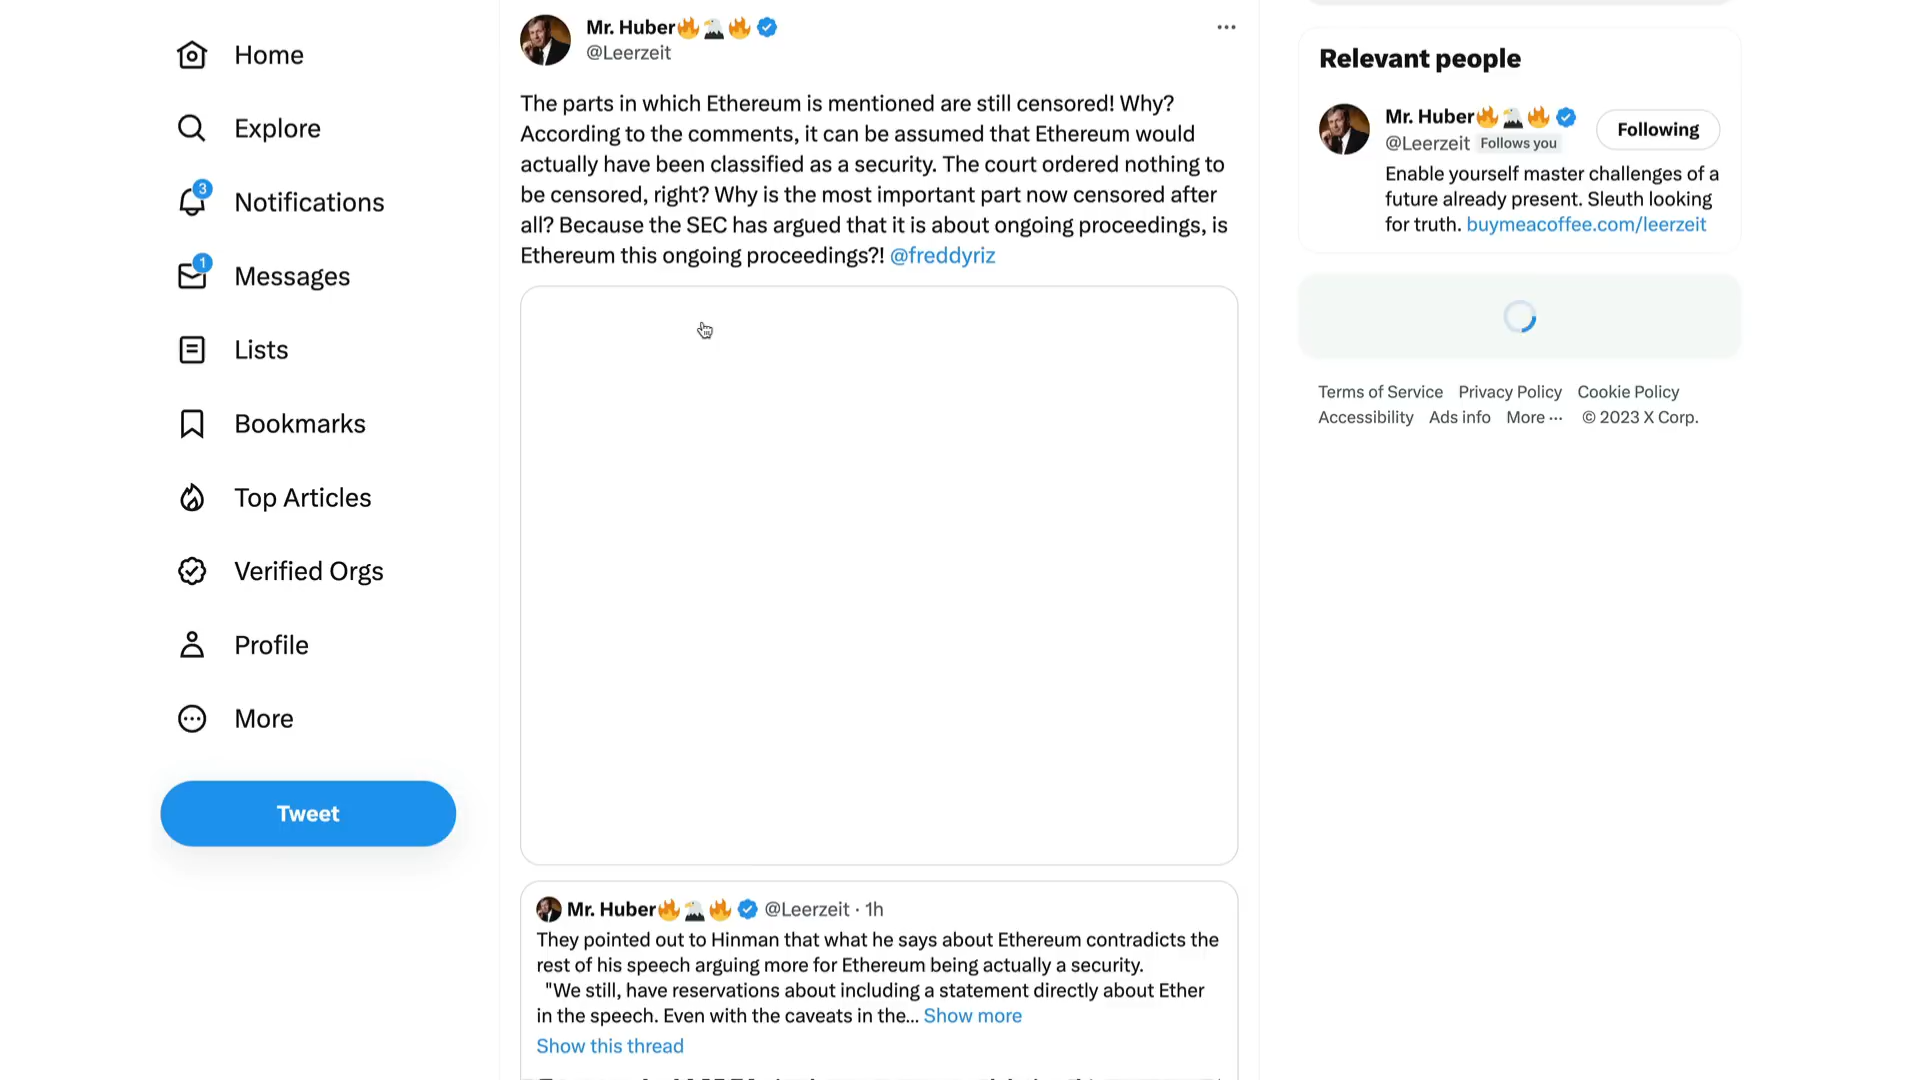 Home
Explore
3
Notifications
1
Messages
Lists
Bookmarks
Top Articles
Verified Orgs
Profile
More
Tweet
Mr. Huber🔥🦅🔥
@Leerzeit
The parts in which Ethereum is mentioned are still censored! Why?
According to the comments, it can be assumed that Ethereum would
actually have been classified as a security. The court ordered nothing to
be censored, right? Why is the most important part now censored after
all? Because the SEC has argued that it is about ongoing proceedings, is
Ethereum this ongoing proceedings?! @freddyriz
Mr. Huber🔥🦅🔥 @Leerzeit · 1h
They pointed out to Hinman that what he says about Ethereum contradicts the
rest of his speech arguing more for Ethereum being actually a security.
"We still, have reservations about including a statement directly about Ether
in the speech. Even with the caveats in the... Show more
Show this thread
Relevant people
Mr. Huber🔥🦅🔥
Following
@Leerzeit Follows you
Enable yourself master challenges of a
future already present. Sleuth looking
for truth. buymeacoffee.com/leerzeit
Terms of Service Privacy Policy Cookie Policy
Accessibility Ads info More ··· © 2023 X Corp.